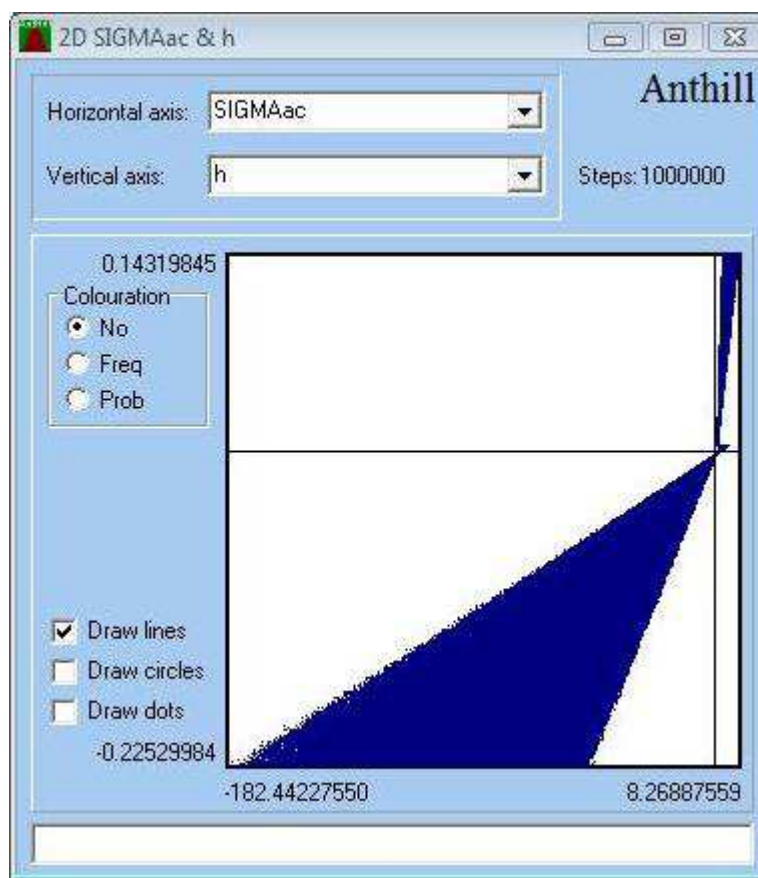 2D SIGMAac & h
Anthill
Horizontal axis: SIGMAac
Vertical axis: h
Steps: 1000000
0.14319845
Colouration
No
Freq
Prob
Draw lines
Draw circles
Draw dots
-0.22529984
-182.44227550 8.26887559